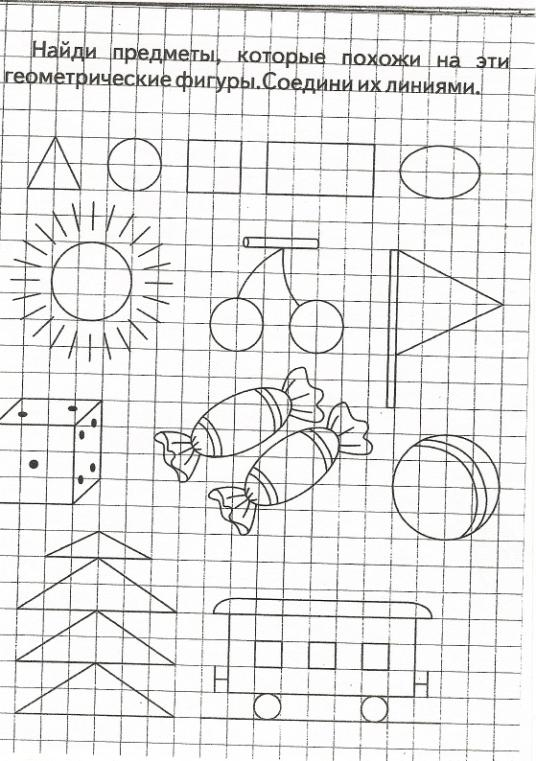 Найди предметы, которые похожи на эти
геометрические фигуры.Соедини их линиями.